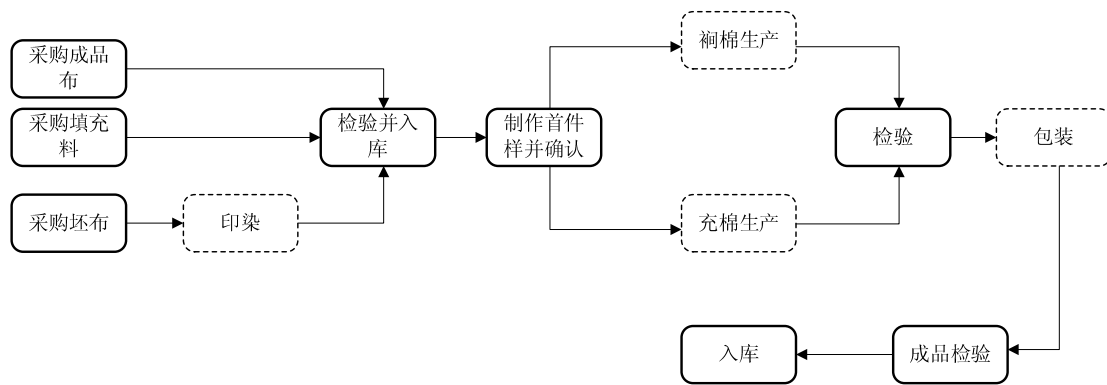 采购成品
布
采购填充
料
采购坯布
印染
检验并入
库
制作首件
样并确认
裥棉生产
充棉生产
检验
包装
成品检验
入库